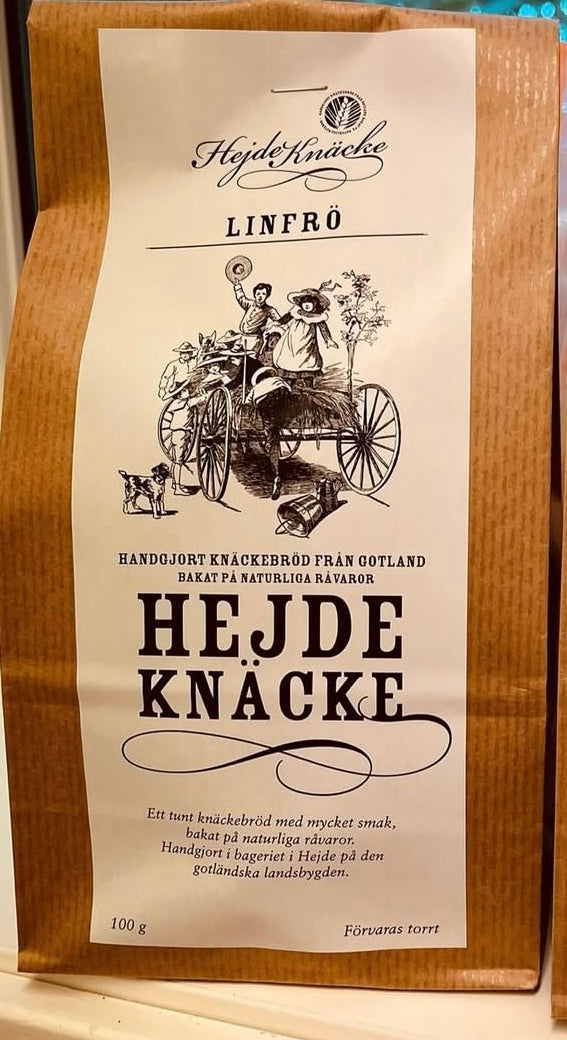 Hejde Knäcke
LINFRÖ
HANDGJORT KNÄCKEBRÖD FRÅN GOTLAND
BAKAT PÅ NATURLIGA RÅVAROR
HEJDE
KNÄCKE
Ett tunt knäckebröd med mycket smak,
bakat på naturliga råvaror.
Handgjort i bageriet i Hejde på den
gotländska landsbygden.
100 g
Förvaras torrt